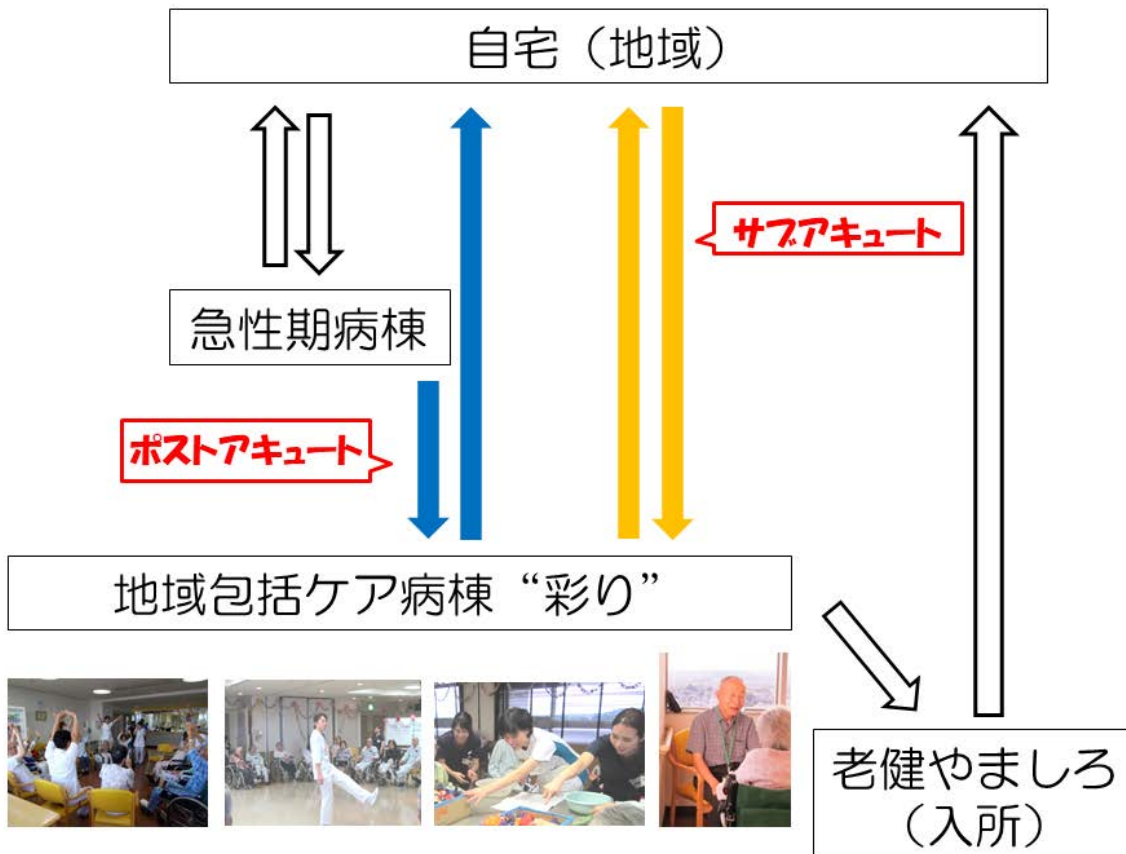 自宅（地域）
サブアキュート
急性期病棟
ポストアキュート
地域包括ケア病棟“彩り”
老健やましろ
（入所）